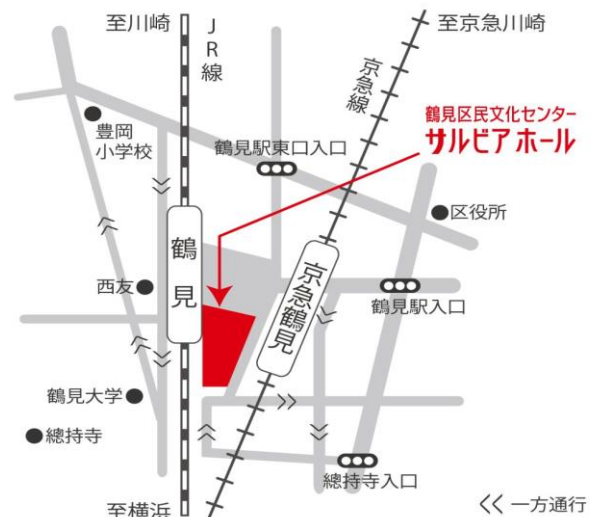 至川崎
JR線
至京急川崎
京急線
鶴見区民文化センター
サルビアホール
豊岡
小学校
鶴見駅東口入口
区役所
鶴見
京急鶴見
西友
鶴見駅入口
鶴見大学
總持寺
總持寺入口
至横浜
<< 一方通行